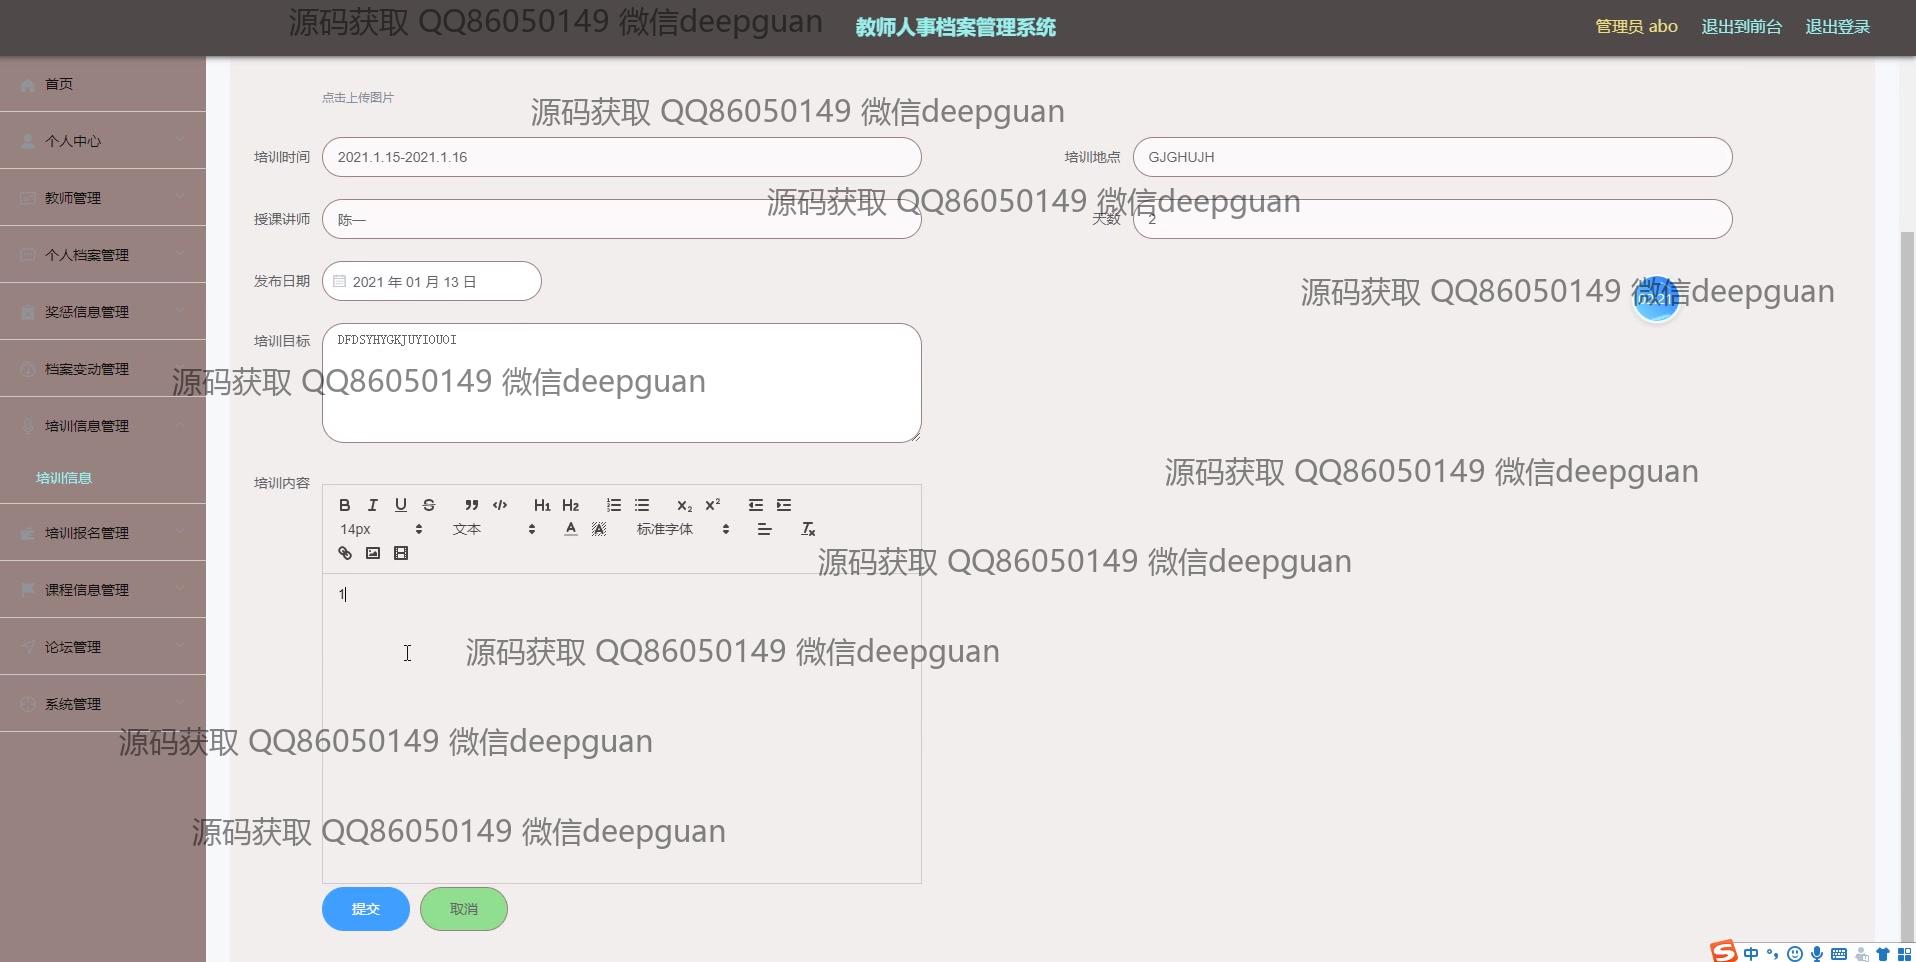 源码获取 QQ86050149 微信deepguan
教师人事档案管理系统
管理员 abo
退出到前台
退出登录
首页
个人中心
教师管理
个人档案管理
奖惩信息管理
档案变动管理
培训信息管理
培训信息
培训报名管理
课程信息管理
论坛管理
系统管理
点击上传图片
源码获取 QQ86050149 微信deepguan
培训时间
2021.1.15-2021.1.16
培训地点
GJGHUJH
源码获取 QQ86050149 微信deepguan
授课讲师
陈一
天数
2
发布日期
2021 年 01 月 13 日
源码获取 QQ86050149 微信deepguan
培训目标
DFDSYHYGKJUYIOUOI
源码获取 QQ86050149 微信deepguan
源码获取 QQ86050149 微信deepguan
培训内容
B I U S H1 H2 X2 X2
14px 文本 A A 标准字体 Tx
源码获取 QQ86050149 微信deepguan
1
源码获取 QQ86050149 微信deepguan
源码获取 QQ86050149 微信deepguan
源码获取 QQ86050149 微信deepguan
提交
取消
S 中